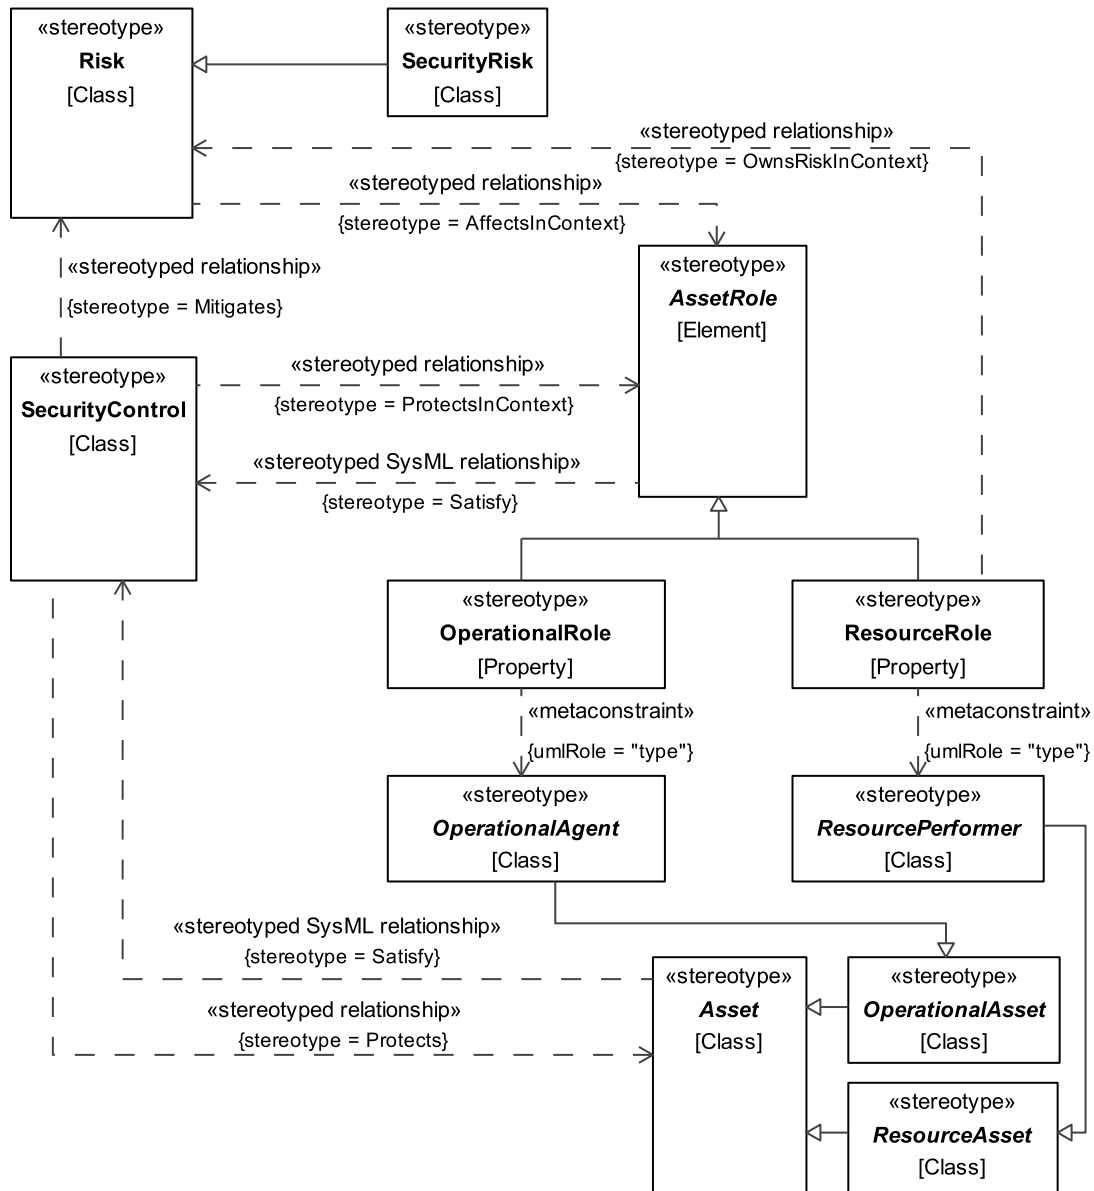 «stereotype»
Risk
[Class]
«stereotype»
SecurityRisk
[Class]
«stereotyped relationship»
{stereotype = OwnsRiskInContext}
«stereotyped relationship»
{stereotype = AffectsInContext}
«stereotyped relationship»
{stereotype = Mitigates}
«stereotype»
AssetRole
[Element]
«stereotype»
SecurityControl
[Class]
«stereotyped relationship»
{stereotype = ProtectsInContext}
«stereotyped SysML relationship»
{stereotype = Satisfy}
«stereotype»
OperationalRole
[Property]
«stereotype»
ResourceRole
[Property]
«metaconstraint»
{umlRole = "type"}
«metaconstraint»
{umlRole = "type"}
«stereotype»
OperationalAgent
[Class]
«stereotype»
ResourcePerformer
[Class]
«stereotyped SysML relationship»
{stereotype = Satisfy}
«stereotyped relationship»
{stereotype = Protects}
«stereotype»
Asset
[Class]
«stereotype»
OperationalAsset
[Class]
«stereotype»
ResourceAsset
[Class]